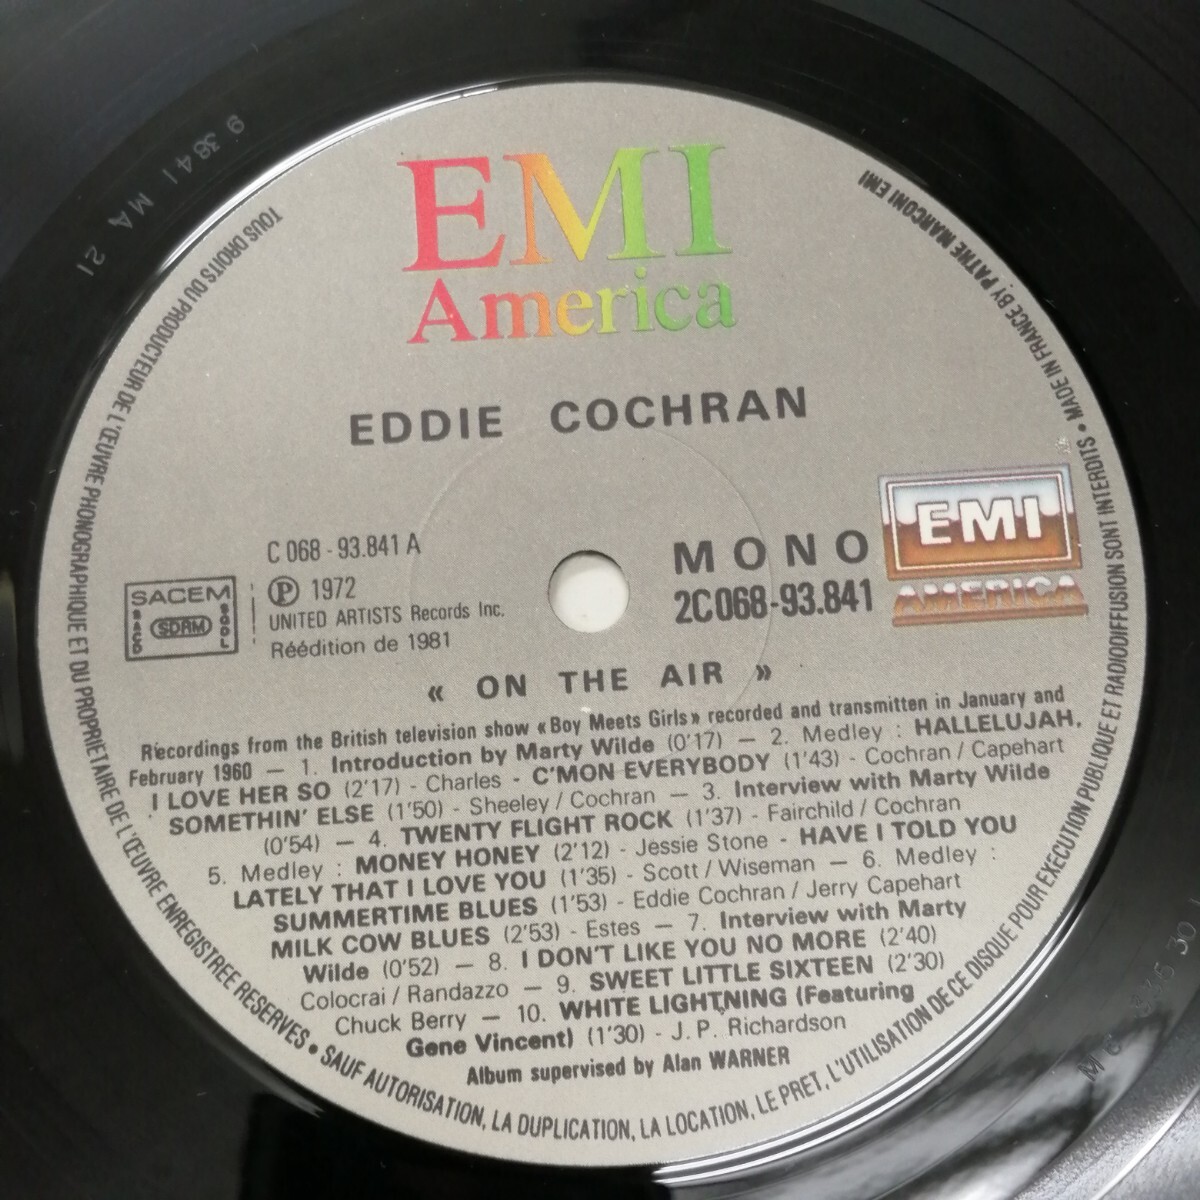 EMI
America
EDDIE COCHRAN
C 068 - 93.841 A
MONO
2C068-93.841
EMI
AMERICA
SACEM
SACD
SDRM
SGDL
Ⓟ 1972
UNITED ARTISTS Records Inc.
Réédition de 1981
« ON THE AIR »
Recordings from the British television show «Boy Meets Girls» recorded and transmitted in January and
February 1960 — 1. Introduction by Marty Wilde (0'17) — 2. Medley : HALLELUJAH,
I LOVE HER SO (2'17) - Charles - C'MON EVERYBODY (1'43) - Cochran / Capehart
SOMETHIN' ELSE (1'50) - Sheeley / Cochran — 3. Interview with Marty Wilde
(0'54) — 4. TWENTY FLIGHT ROCK (1'37) - Fairchild / Cochran
5. Medley : MONEY HONEY (2'12) - Jessie Stone - HAVE I TOLD YOU
LATELY THAT I LOVE YOU (1'35) - Scott / Wiseman — 6. Medley :
SUMMERTIME BLUES (1'53) - Eddie Cochran / Jerry Capehart
MILK COW BLUES (2'53) - Estes — 7. Interview with Marty
Wilde (0'52) — 8. I DON'T LIKE YOU NO MORE (2'40)
Colocrai / Randazzo — 9. SWEET LITTLE SIXTEEN (2'30)
Chuck Berry — 10. WHITE LIGHTNING (Featuring
Gene Vincent) (1'30) - J.P. Richardson
Album supervised by Alan WARNER
TOUS DROITS DU PRODUCTEUR DE L'ŒUVRE PHONOGRAPHIQUE ET DU PROPRIETAIRE DE L'ŒUVRE ENREGISTREE RESERVES • SAUF AUTORISATION, LA DUPLICATION, LA LOCATION, LE PRET, L'UTILISATION DE CE DISQUE POUR EXECUTION PUBLIQUE ET RADIODIFFUSION SONT INTERDITS • MADE IN FRANCE BY PATHE MARCONI EMI
93841 MA 21